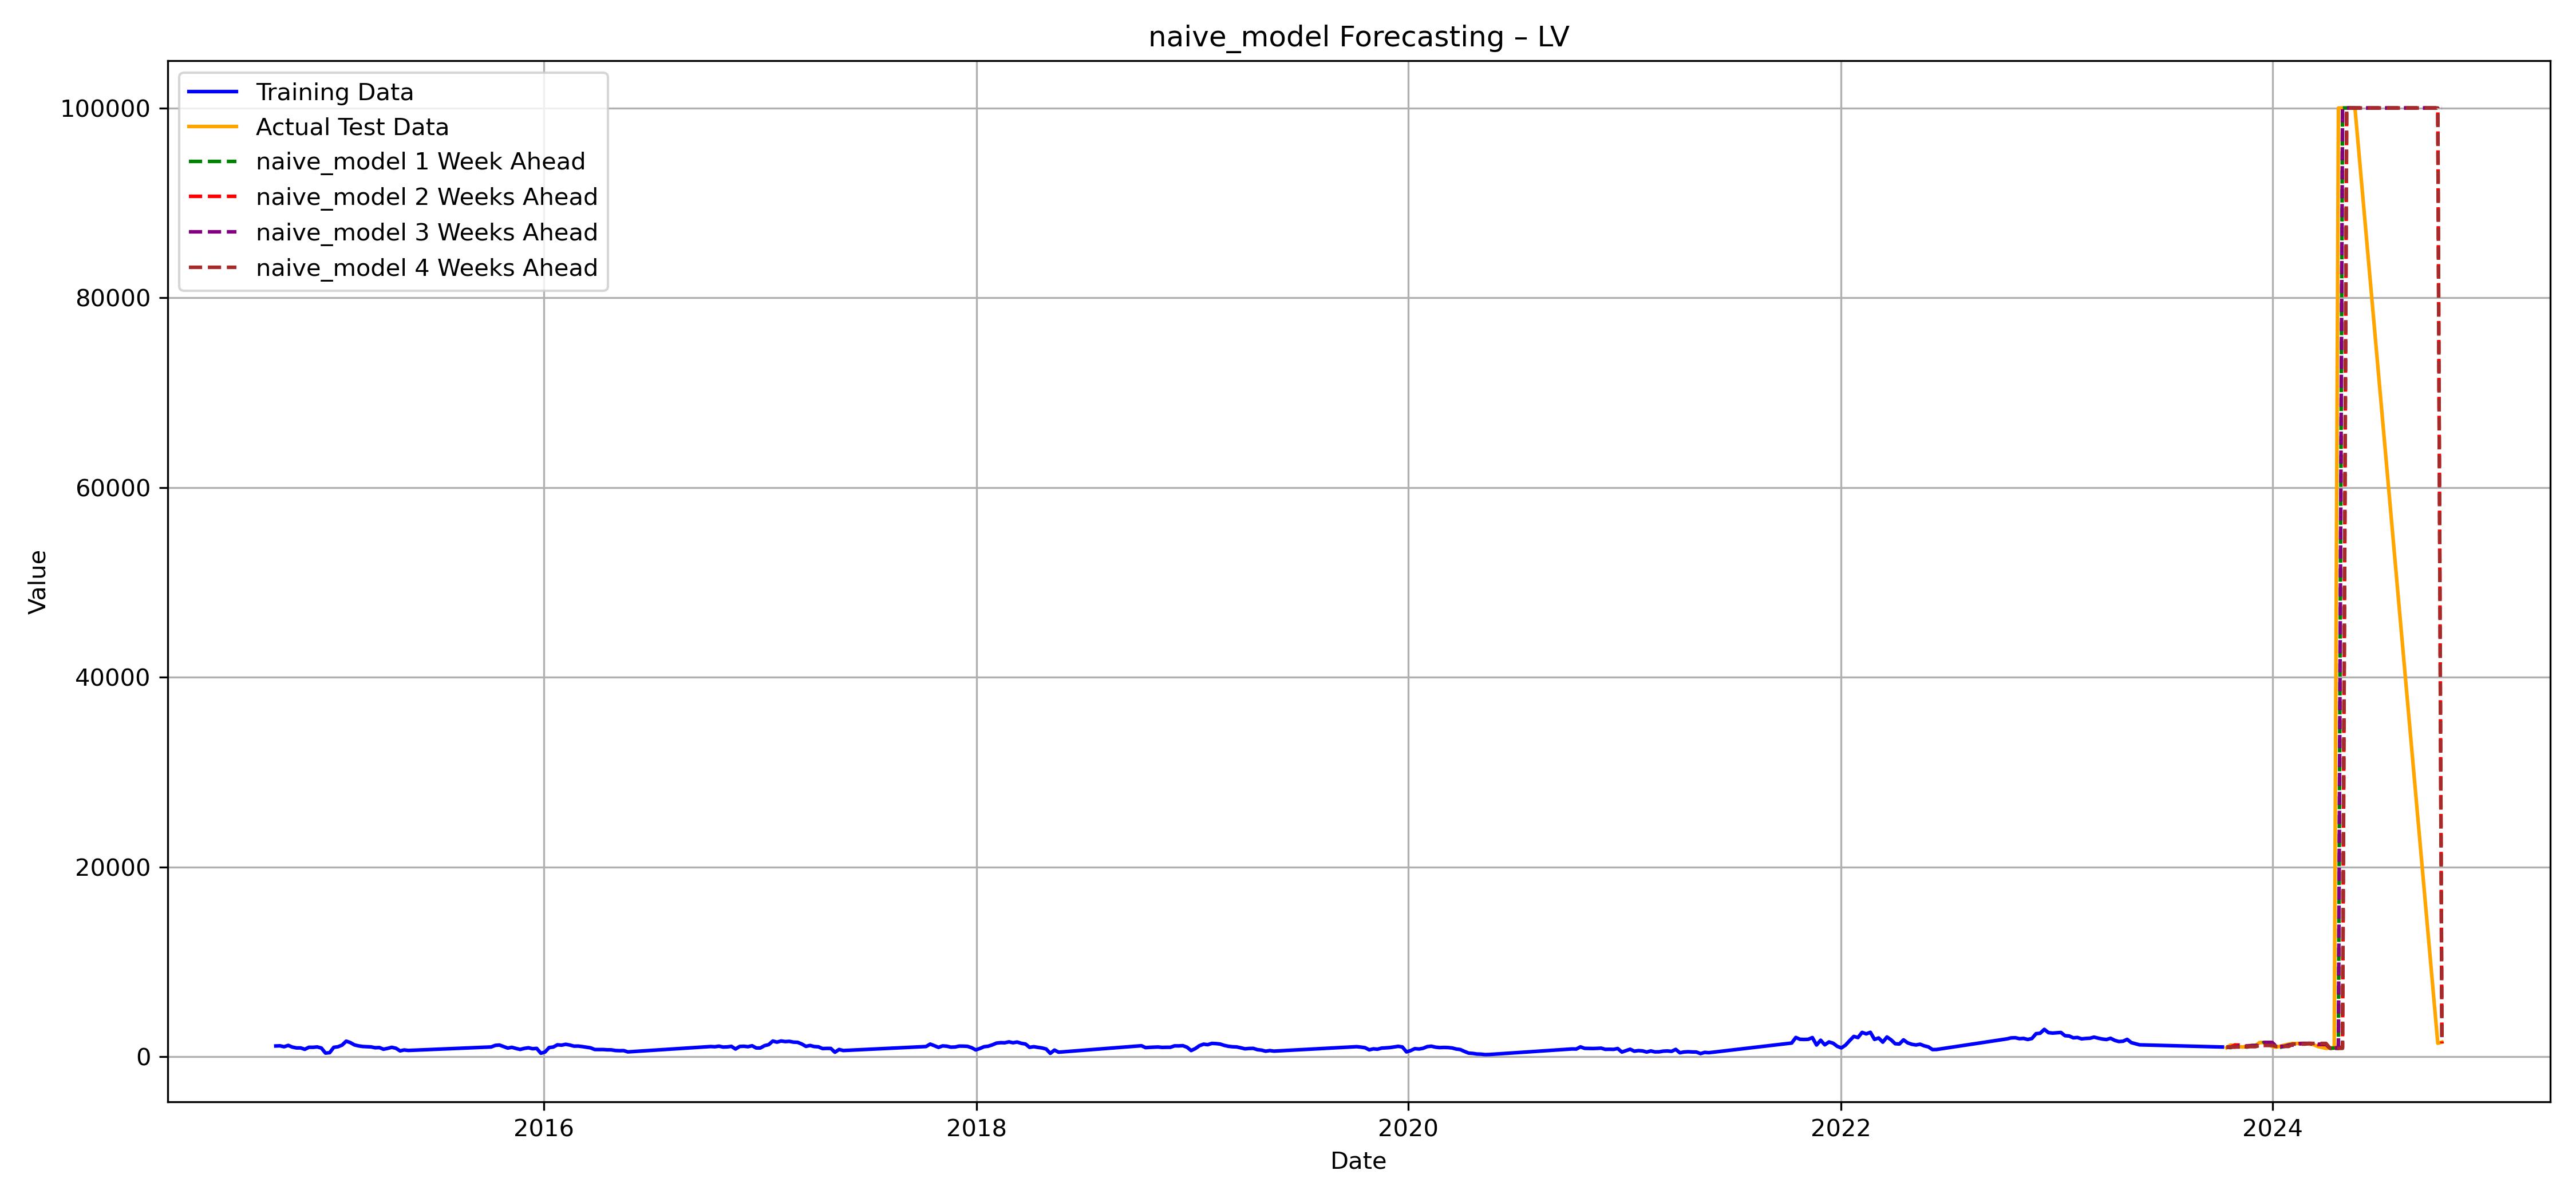 naive_model Forecasting – LV
Training Data
Actual Test Data
naive_model 1 Week Ahead
naive_model 2 Weeks Ahead
naive_model 3 Weeks Ahead
naive_model 4 Weeks Ahead
100000
80000
60000
40000
20000
0
Value
2016
2018
2020
2022
2024
Date